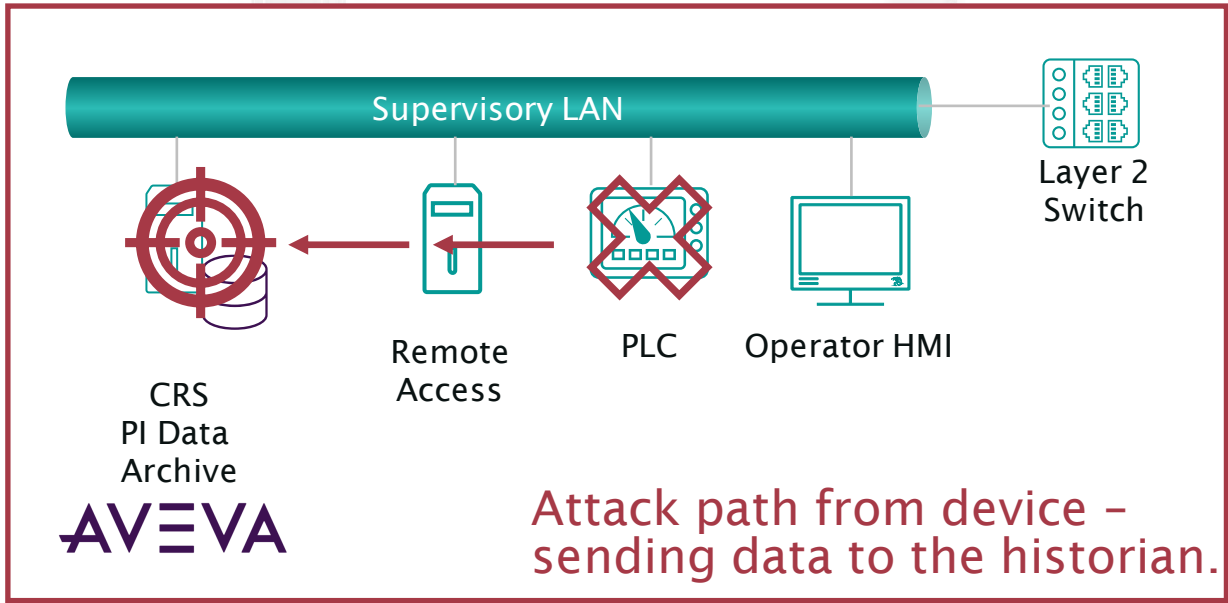 Supervisory LAN
Layer 2
Switch
Remote
Access
PLC
Operator HMI
CRS
PI Data
Archive
AVEVA
Attack path from device –
sending data to the historian.